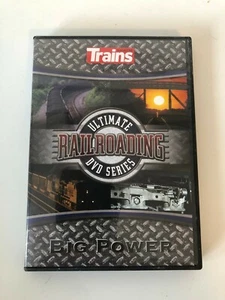 Trains
ULTIMATE
RAILROADING
DVD SERIES
BIG POWER